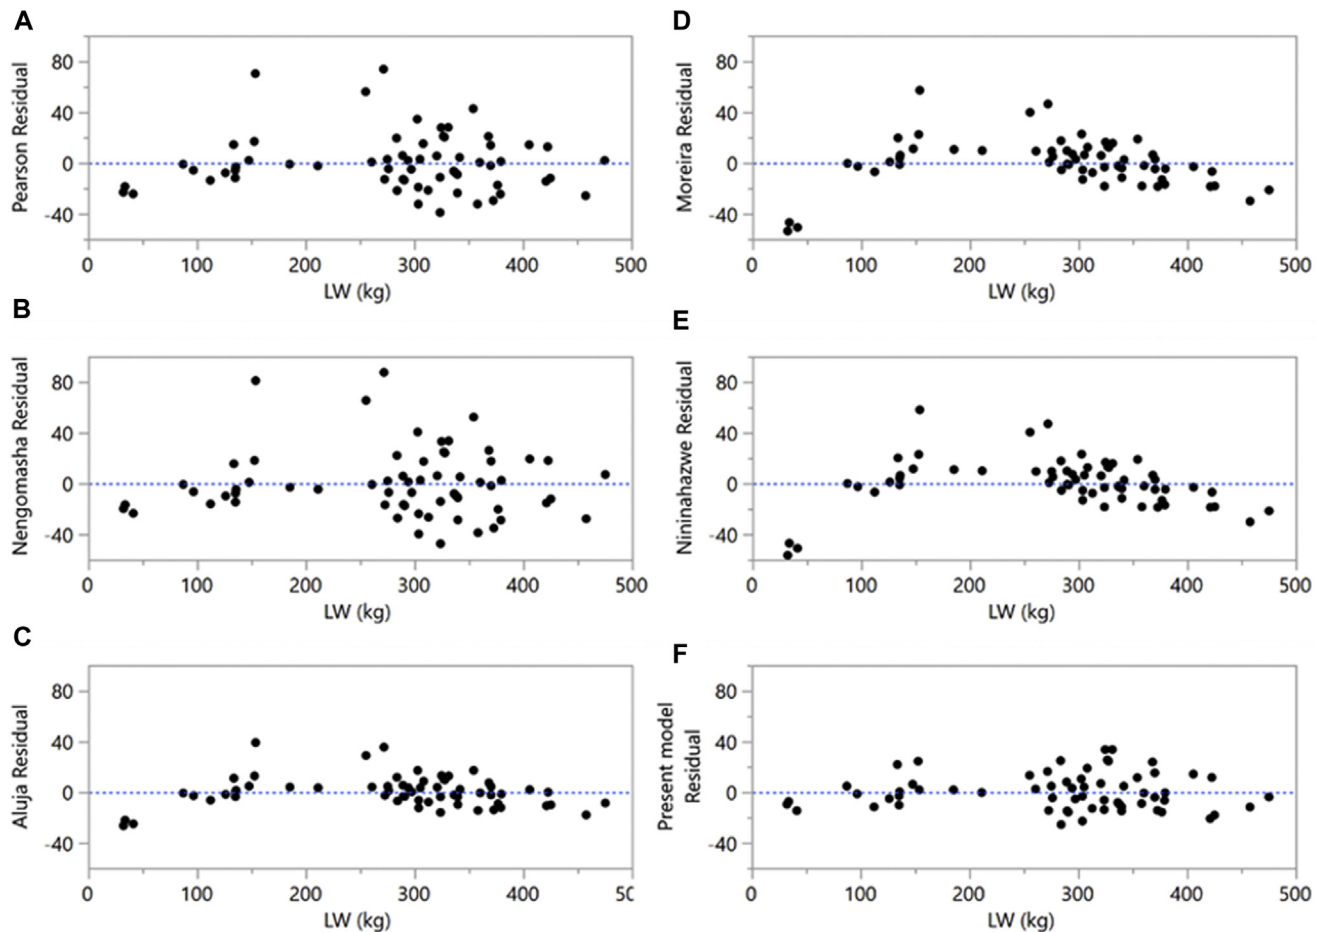 A
Pearson Residual
80
40
0
-40
0 100 200 300 400 500
LW (kg)
B
Nengomasha Residual
80
40
0
-40
0 100 200 300 400 500
LW (kg)
C
Aluja Residual
80
40
0
-40
0 100 200 300 400 50
LW (kg)
D
Moreira Residual
80
40
0
-40
0 100 200 300 400 500
LW (kg)
E
Nininahazwe Residual
80
40
0
-40
0 100 200 300 400 500
LW (kg)
F
Present model
Residual
80
40
0
-40
0 100 200 300 400 500
LW (kg)